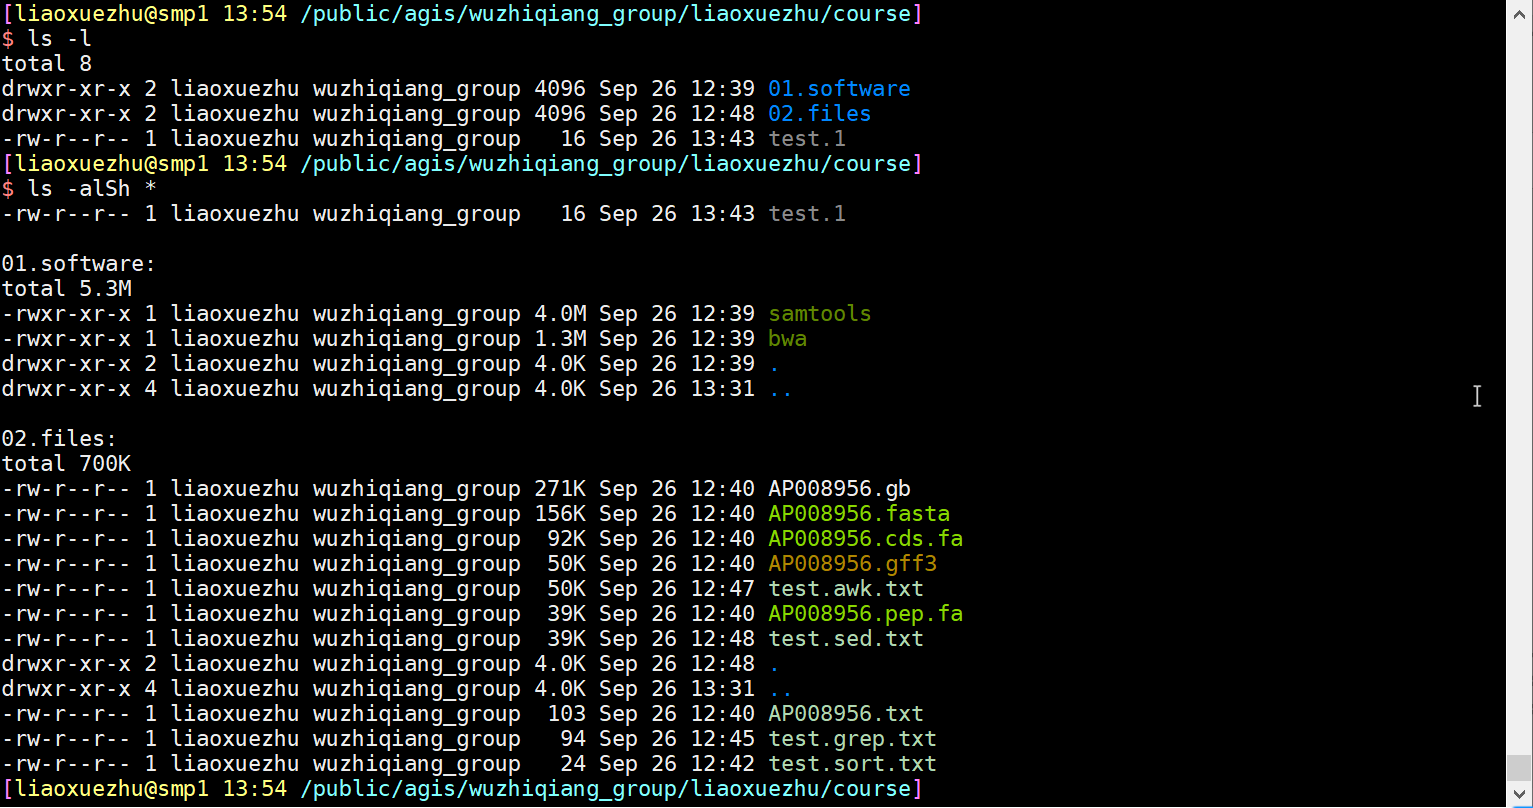 [liaoxuezhu@smp1 13:54 /public/agis/wuzhiqiang_group/liaoxuezhu/course]
$ ls -l
total 8
drwxr-xr-x 2 liaoxuezhu wuzhiqiang_group 4096 Sep 26 12:39 01.software
drwxr-xr-x 2 liaoxuezhu wuzhiqiang_group 4096 Sep 26 12:48 02.files
-rw-r--r-- 1 liaoxuezhu wuzhiqiang_group   16 Sep 26 13:43 test.1
[liaoxuezhu@smp1 13:54 /public/agis/wuzhiqiang_group/liaoxuezhu/course]
$ ls -alSh *
-rw-r--r-- 1 liaoxuezhu wuzhiqiang_group   16 Sep 26 13:43 test.1

01.software:
total 5.3M
-rwxr-xr-x 1 liaoxuezhu wuzhiqiang_group 4.0M Sep 26 12:39 samtools
-rwxr-xr-x 1 liaoxuezhu wuzhiqiang_group 1.3M Sep 26 12:39 bwa
drwxr-xr-x 2 liaoxuezhu wuzhiqiang_group 4.0K Sep 26 12:39 .
drwxr-xr-x 4 liaoxuezhu wuzhiqiang_group 4.0K Sep 26 13:31 ..

02.files:
total 700K
-rw-r--r-- 1 liaoxuezhu wuzhiqiang_group 271K Sep 26 12:40 AP008956.gb
-rw-r--r-- 1 liaoxuezhu wuzhiqiang_group 156K Sep 26 12:40 AP008956.fasta
-rw-r--r-- 1 liaoxuezhu wuzhiqiang_group  92K Sep 26 12:40 AP008956.cds.fa
-rw-r--r-- 1 liaoxuezhu wuzhiqiang_group  50K Sep 26 12:40 AP008956.gff3
-rw-r--r-- 1 liaoxuezhu wuzhiqiang_group  50K Sep 26 12:47 test.awk.txt
-rw-r--r-- 1 liaoxuezhu wuzhiqiang_group  39K Sep 26 12:40 AP008956.pep.fa
-rw-r--r-- 1 liaoxuezhu wuzhiqiang_group  39K Sep 26 12:48 test.sed.txt
drwxr-xr-x 2 liaoxuezhu wuzhiqiang_group 4.0K Sep 26 12:48 .
drwxr-xr-x 4 liaoxuezhu wuzhiqiang_group 4.0K Sep 26 13:31 ..
-rw-r--r-- 1 liaoxuezhu wuzhiqiang_group  103 Sep 26 12:40 AP008956.txt
-rw-r--r-- 1 liaoxuezhu wuzhiqiang_group   94 Sep 26 12:45 test.grep.txt
-rw-r--r-- 1 liaoxuezhu wuzhiqiang_group   24 Sep 26 12:42 test.sort.txt
[liaoxuezhu@smp1 13:54 /public/agis/wuzhiqiang_group/liaoxuezhu/course]